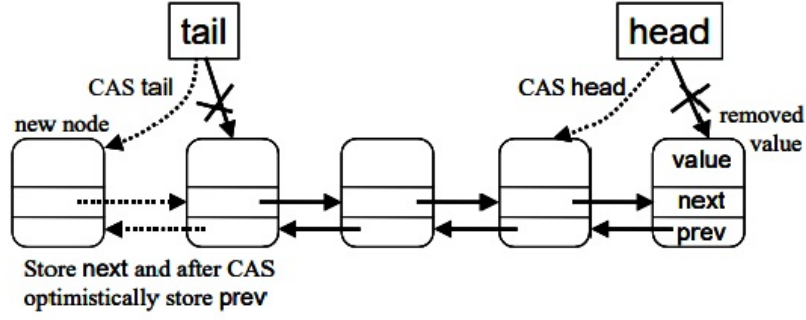 tail
head
CAS tail
CAS head
new node
removed
value
value
next
prev
Store next and after CAS
optimistically store prev